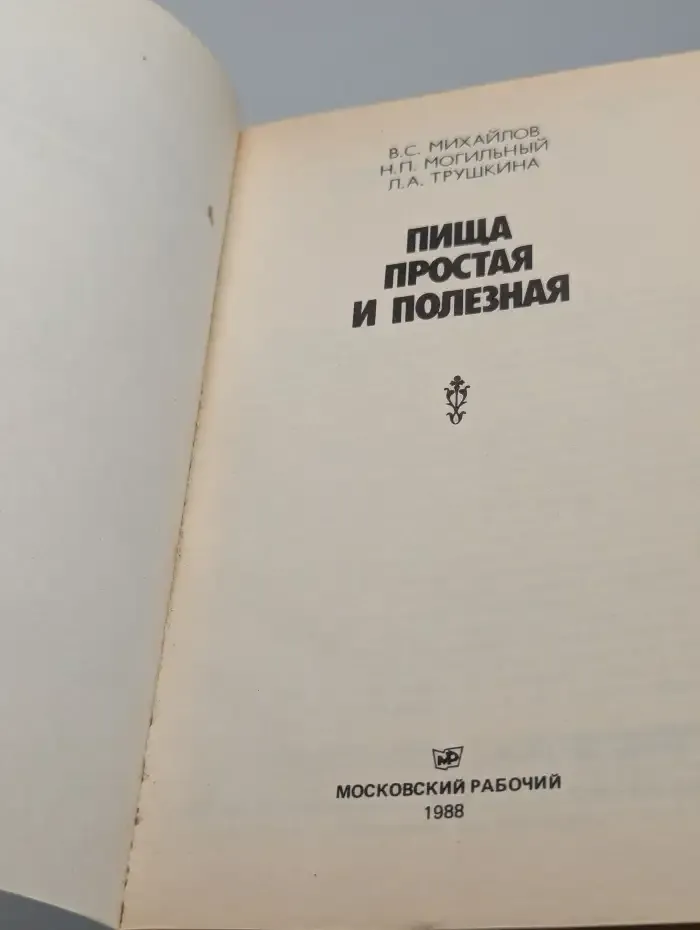 В.С. МИХАЙЛОВ
Н.П. МОГИЛЬНЫЙ
Л.А. ТРУШКИНА
ПИЩА
ПРОСТАЯ
И ПОЛЕЗНАЯ
МР
МОСКОВСКИЙ РАБОЧИЙ
1988